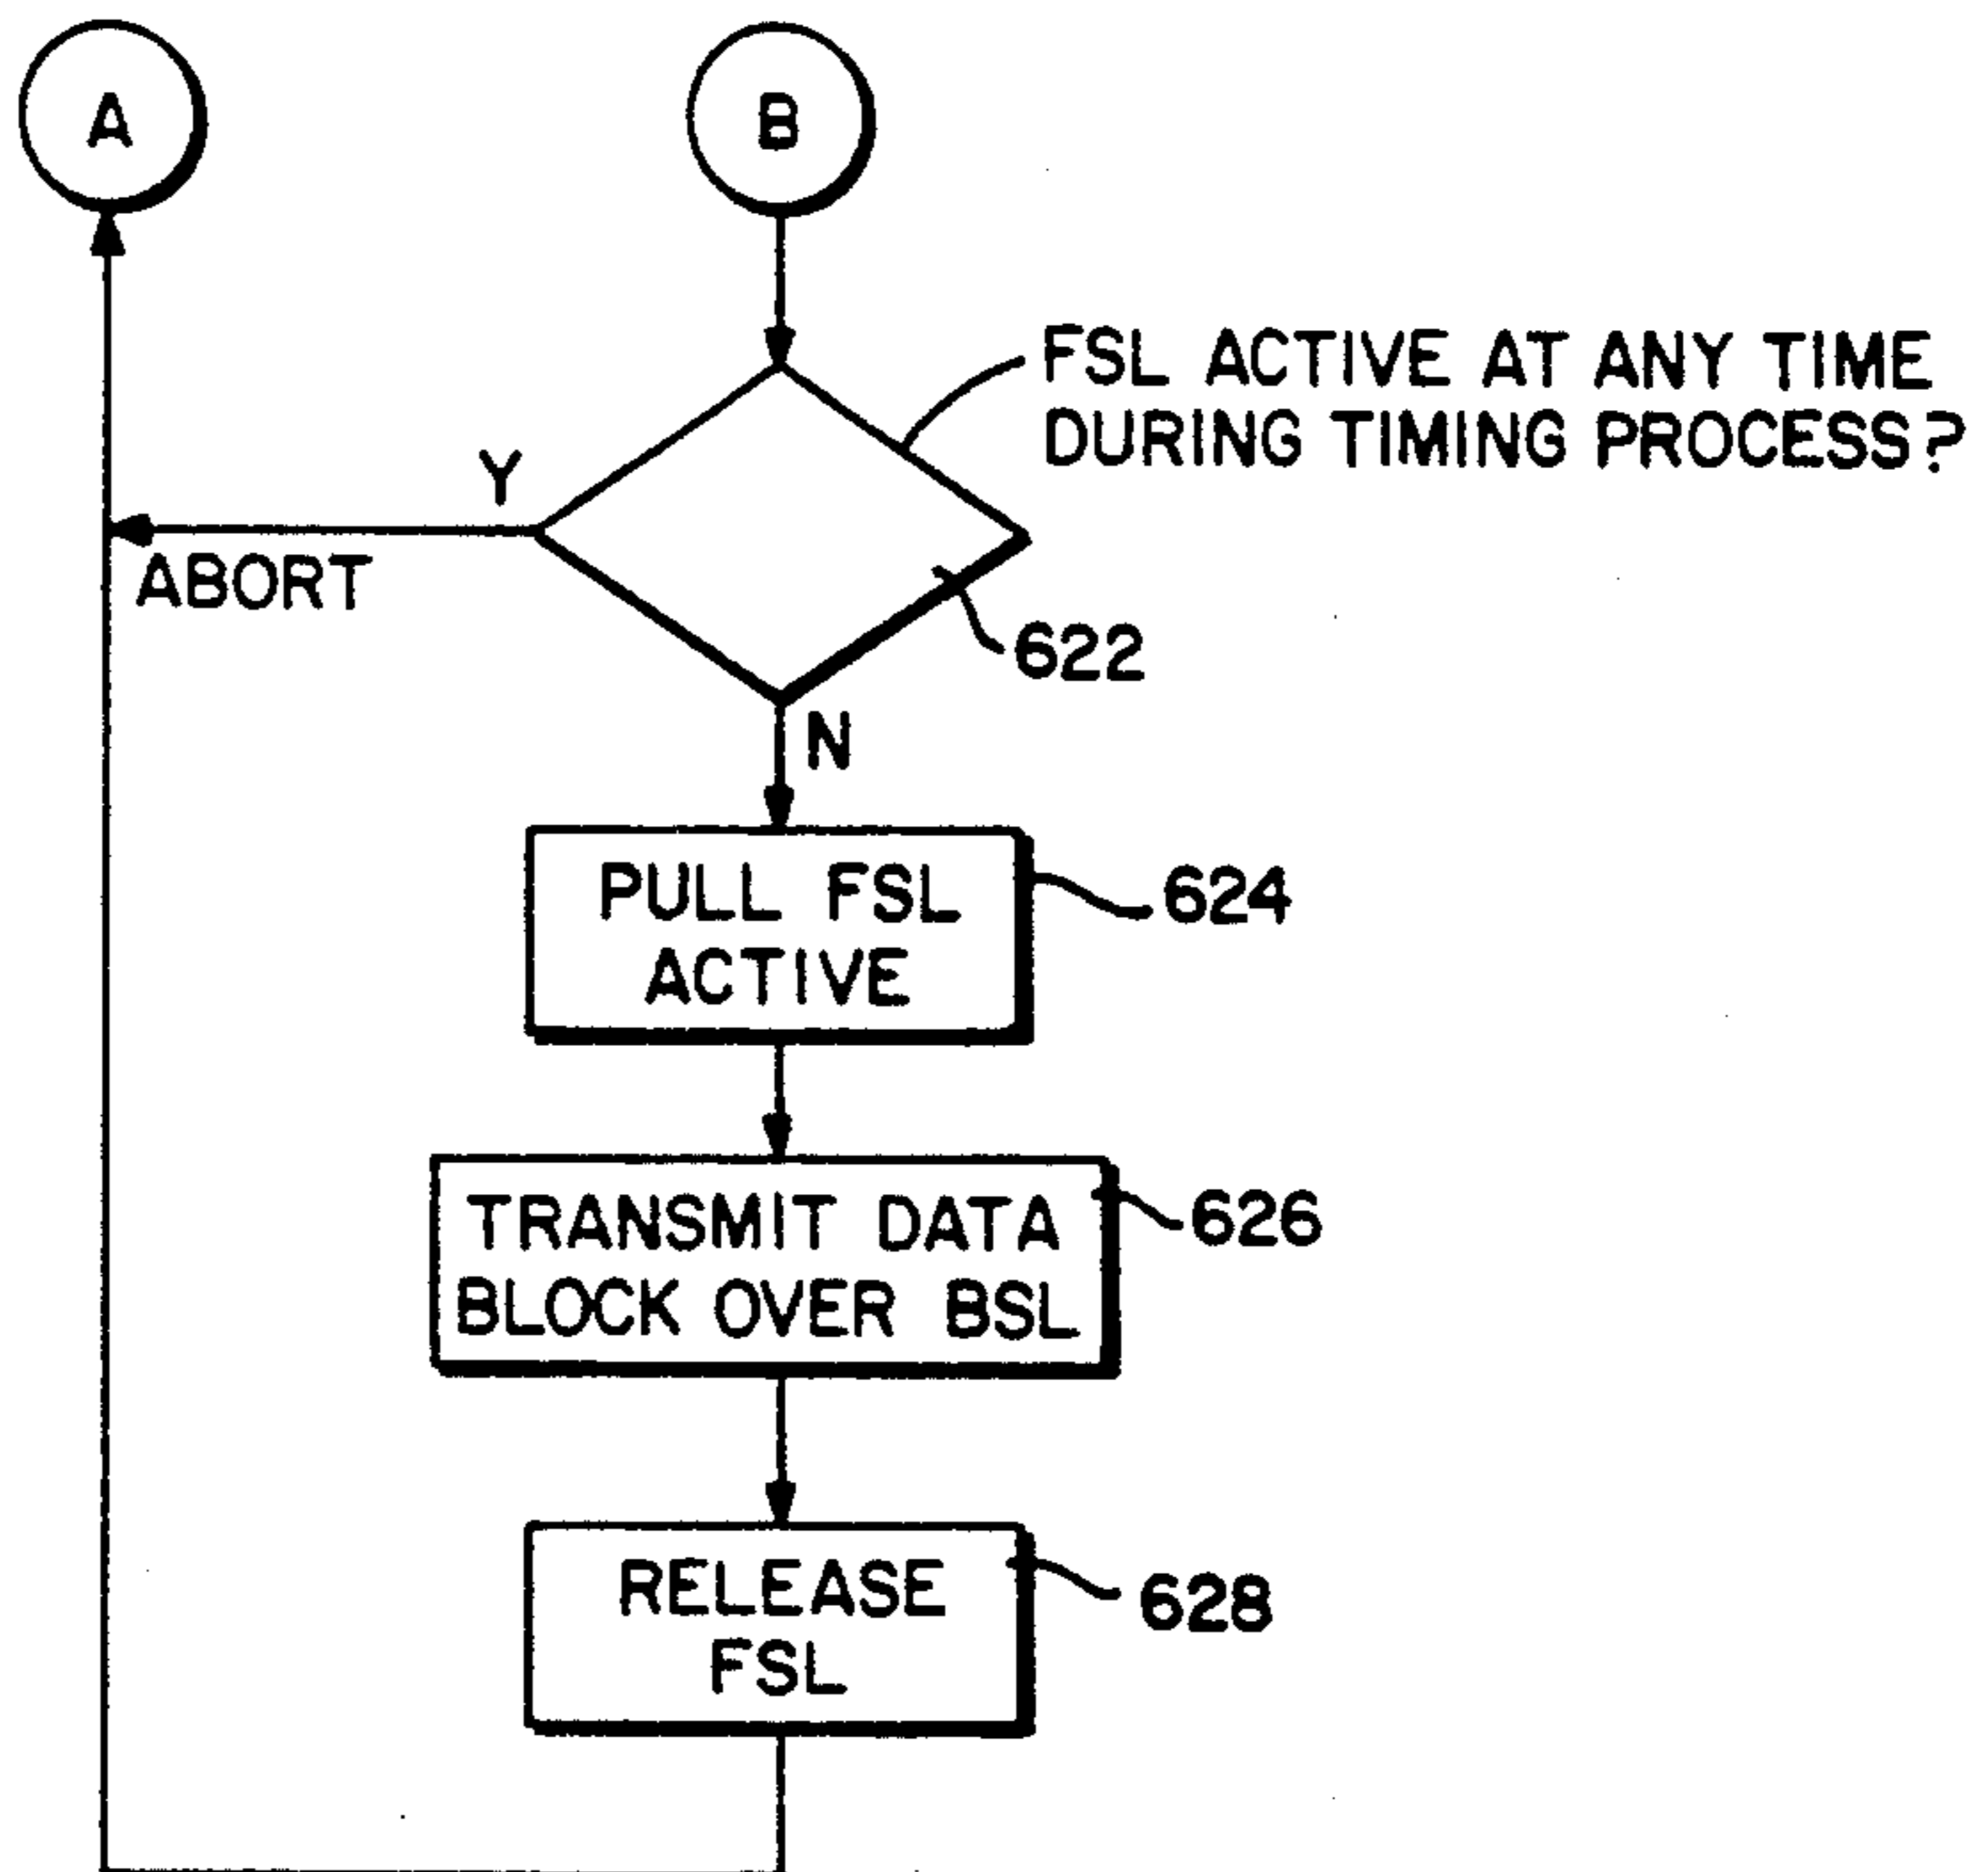 A
B
FSL ACTIVE AT ANY TIME
DURING TIMING PROCESS?
Y
ABORT
622
N
PULL FSL
ACTIVE
624
TRANSMIT DATA
BLOCK OVER BSL
626
RELEASE
FSL
628